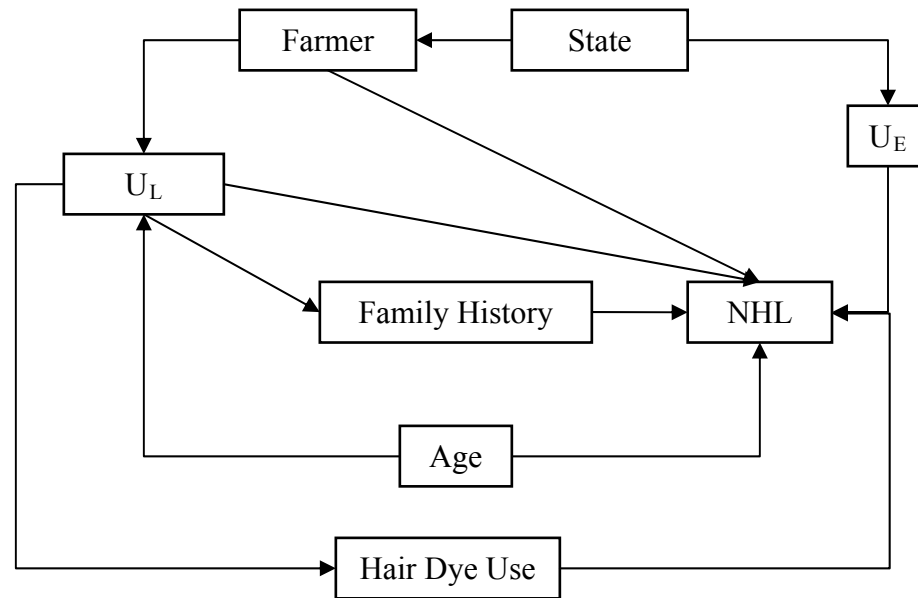 Farmer
State
U_E
U_L
Family History
NHL
Age
Hair Dye Use